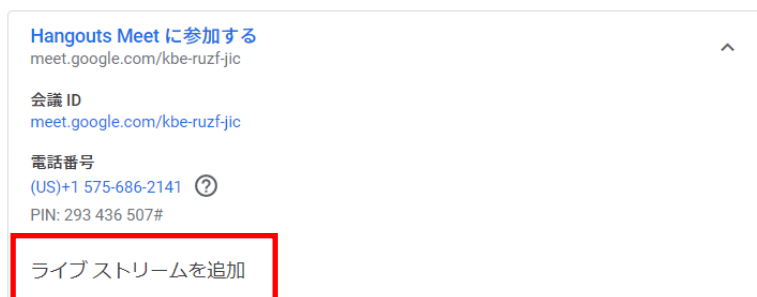 Hangouts Meet に参加する
meet.google.com/kbe-ruzf-jic
会議 ID
meet.google.com/kbe-ruzf-jic
電話番号
(US)+1 575-686-2141 ?
PIN: 293 436 507#
ライブ ストリームを追加